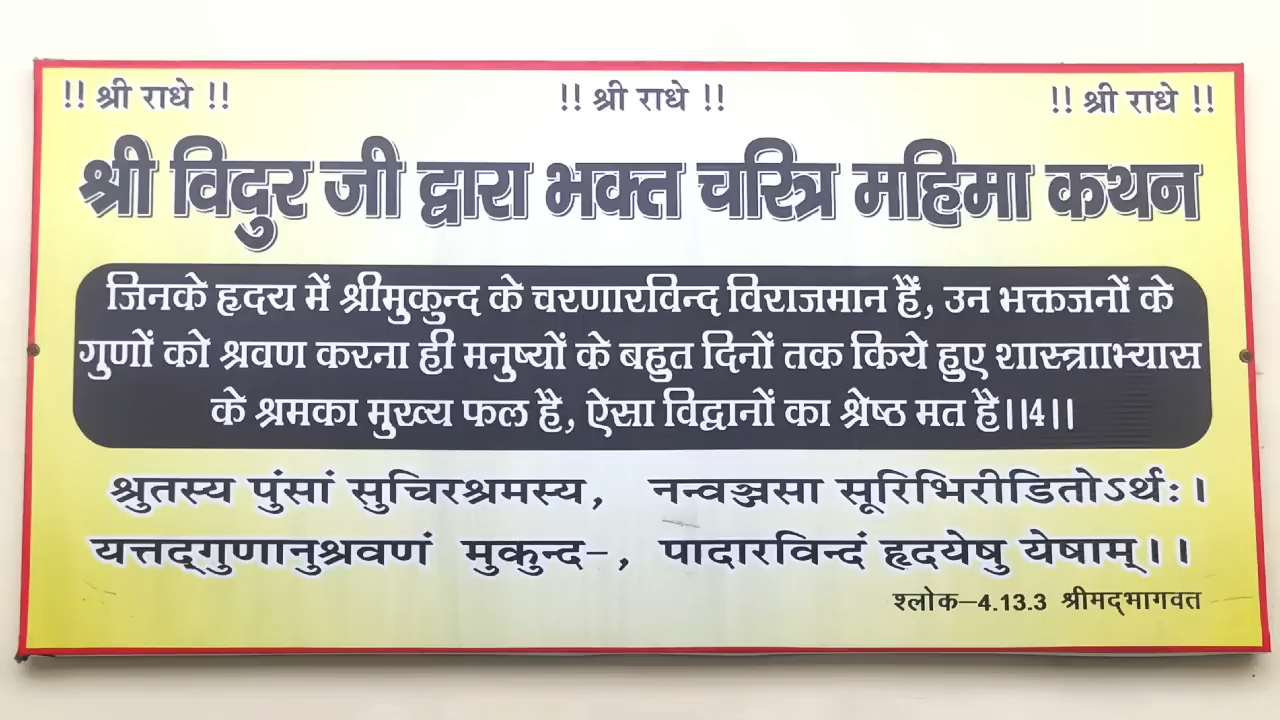 !! श्री राधे !! !! श्री राधे !! !! श्री राधे !!
श्री विदुर जी द्वारा भक्त चरित्र महिमा कथन
जिनके हृदय में श्रीमुकुन्द के चरणारविन्द विराजमान हैं, उन भक्तजनों के
गुणों को श्रवण करना ही मनुष्यों के बहुत दिनों तक किये हुए शास्त्रााभ्यास
के श्रमका मुख्य फल है, ऐसा विद्वानों का श्रेष्ठ मत है।।4।।
श्रुतस्य पुंसां सुचिरश्रमस्य, नन्वञ्जसा सूरिभिरीडितोऽर्थः।
यत्तद्गुणानुश्रवणं मुकुन्द-, पादारविन्दं हृदयेषु येषाम्।।
श्लोक-4.13.3 श्रीमद्भागवत